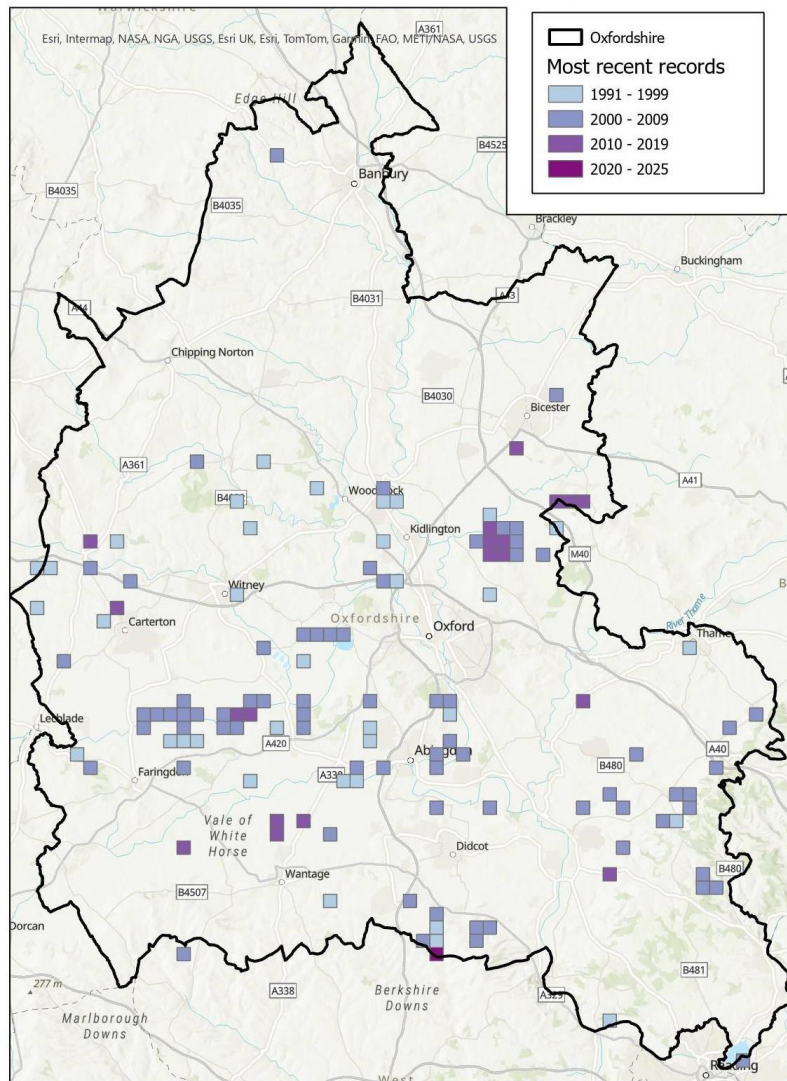 Warwickshire
Esri, Intermap, NASA, NGA, USGS, Esri UK, Esri, TomTom, Garmin, FAO, METI/NASA, USGS
A361
Oxfordshire
Most recent records
1991 - 1999
2000 - 2009
2010 - 2019
2020 - 2025
Edge Hill
B4525
Banbury
B4035
B4035
Brackley
Buckingham
A43
B4031
A44
Chipping Norton
B4030
Bicester
A361
A41
Woodstock
Kidlington
M40
Witney
River Thame
Oxfordshire
Carterton
Oxford
Thame
Lechlade
A420
A40
Abingdon
B480
A338
Faringdon
Vale of
White
Horse
Didcot
B480
Wantage
B4507
Dorcan
B481
277 m
A338
Berkshire
Downs
A329
Marlborough
Downs
Reading
West